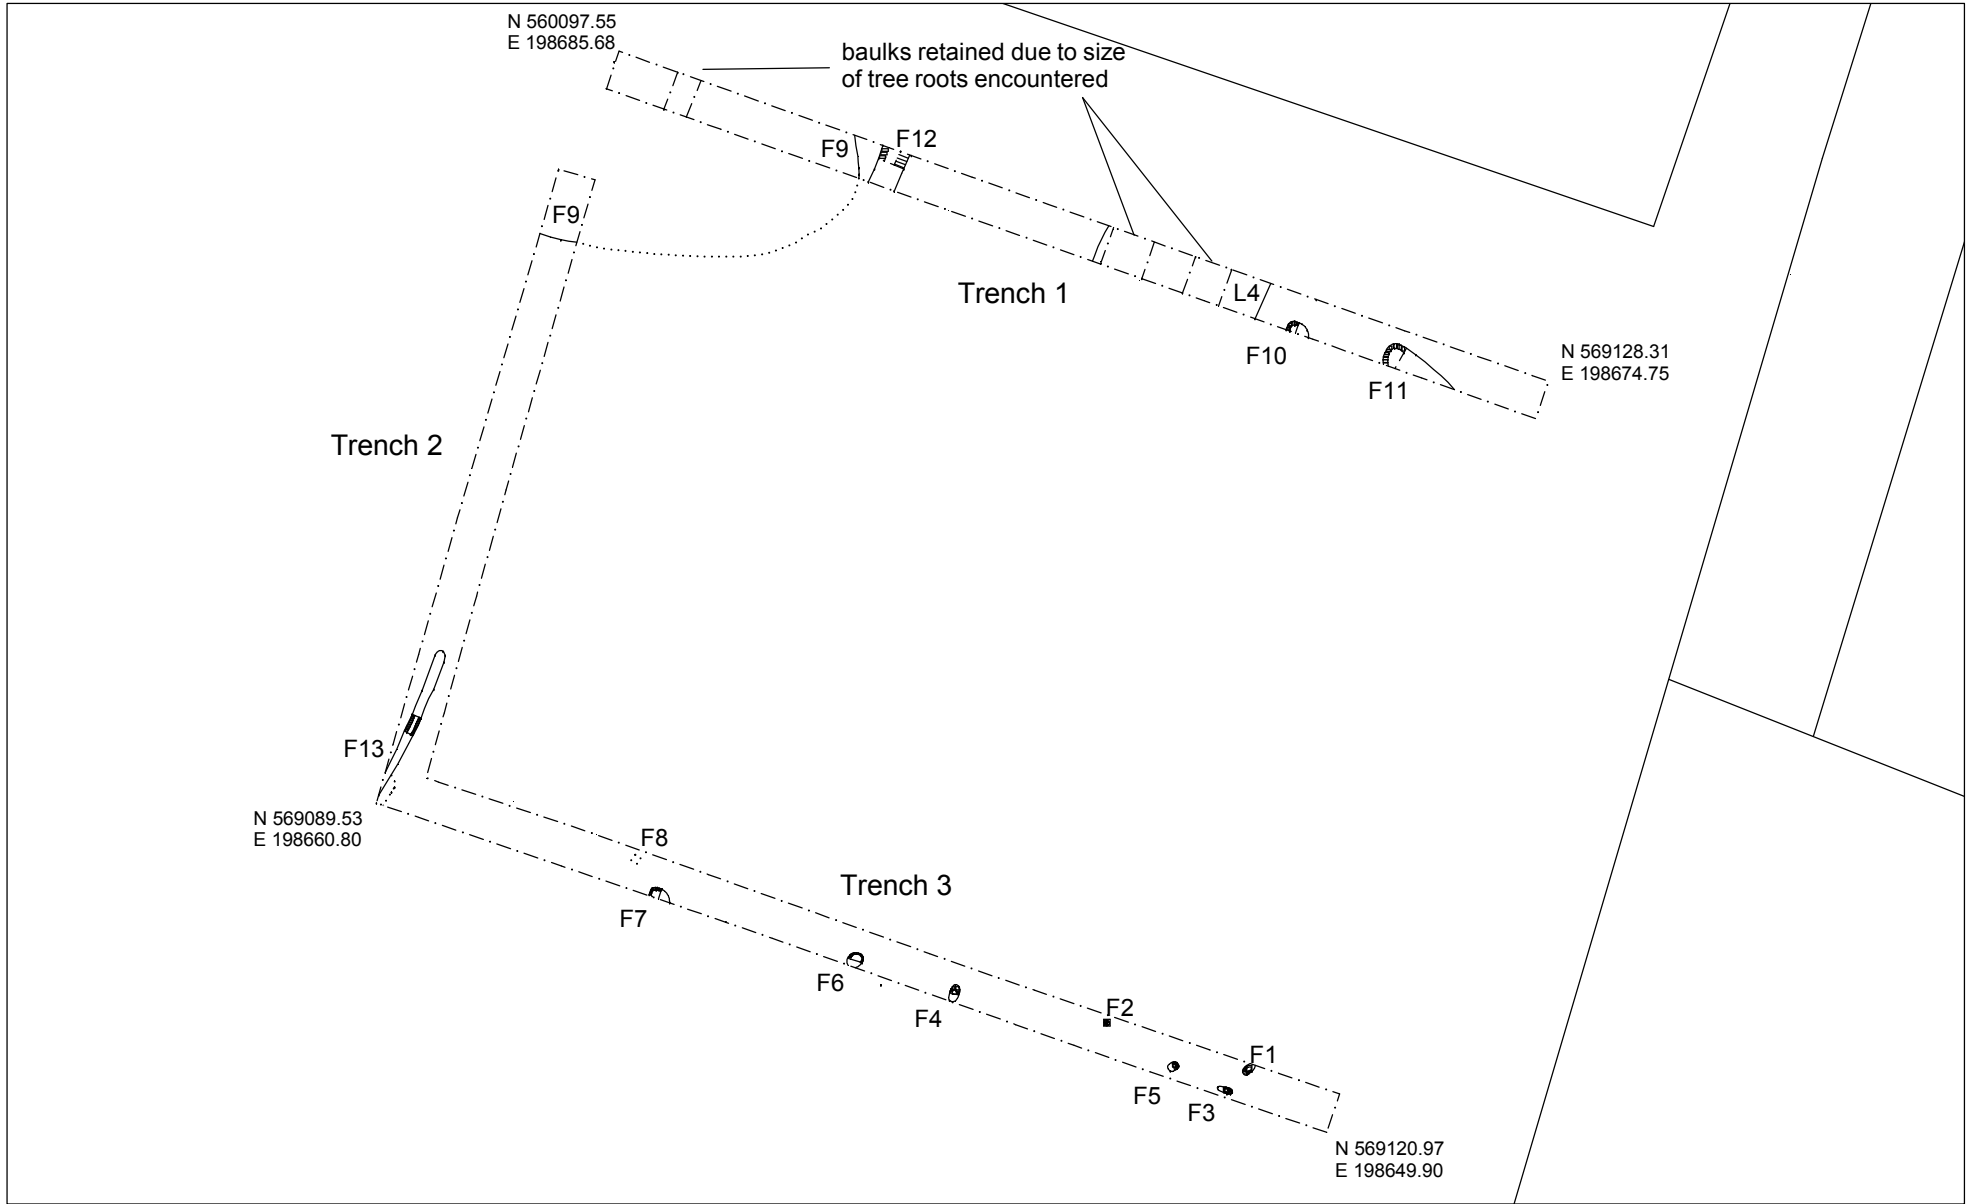 N 560097.55
E 198685.68
baulks retained due to size
of tree roots encountered
F9
F12
F9
Trench 1
L4
F10
F11
N 569128.31
E 198674.75
Trench 2
F13
N 569089.53
E 198660.80
F8
Trench 3
F7
F6
F4
F2
F1
F5
F3
N 569120.97
E 198649.90